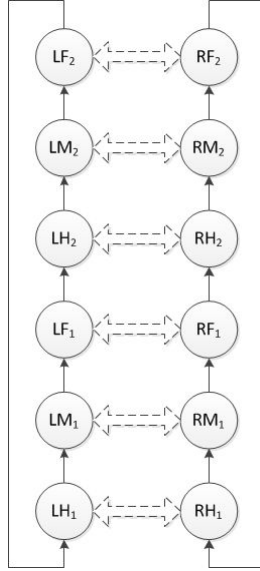 LF₂ RF₂
LM₂ RM₂
LH₂ RH₂
LF₁ RF₁
LM₁ RM₁
LH₁ RH₁